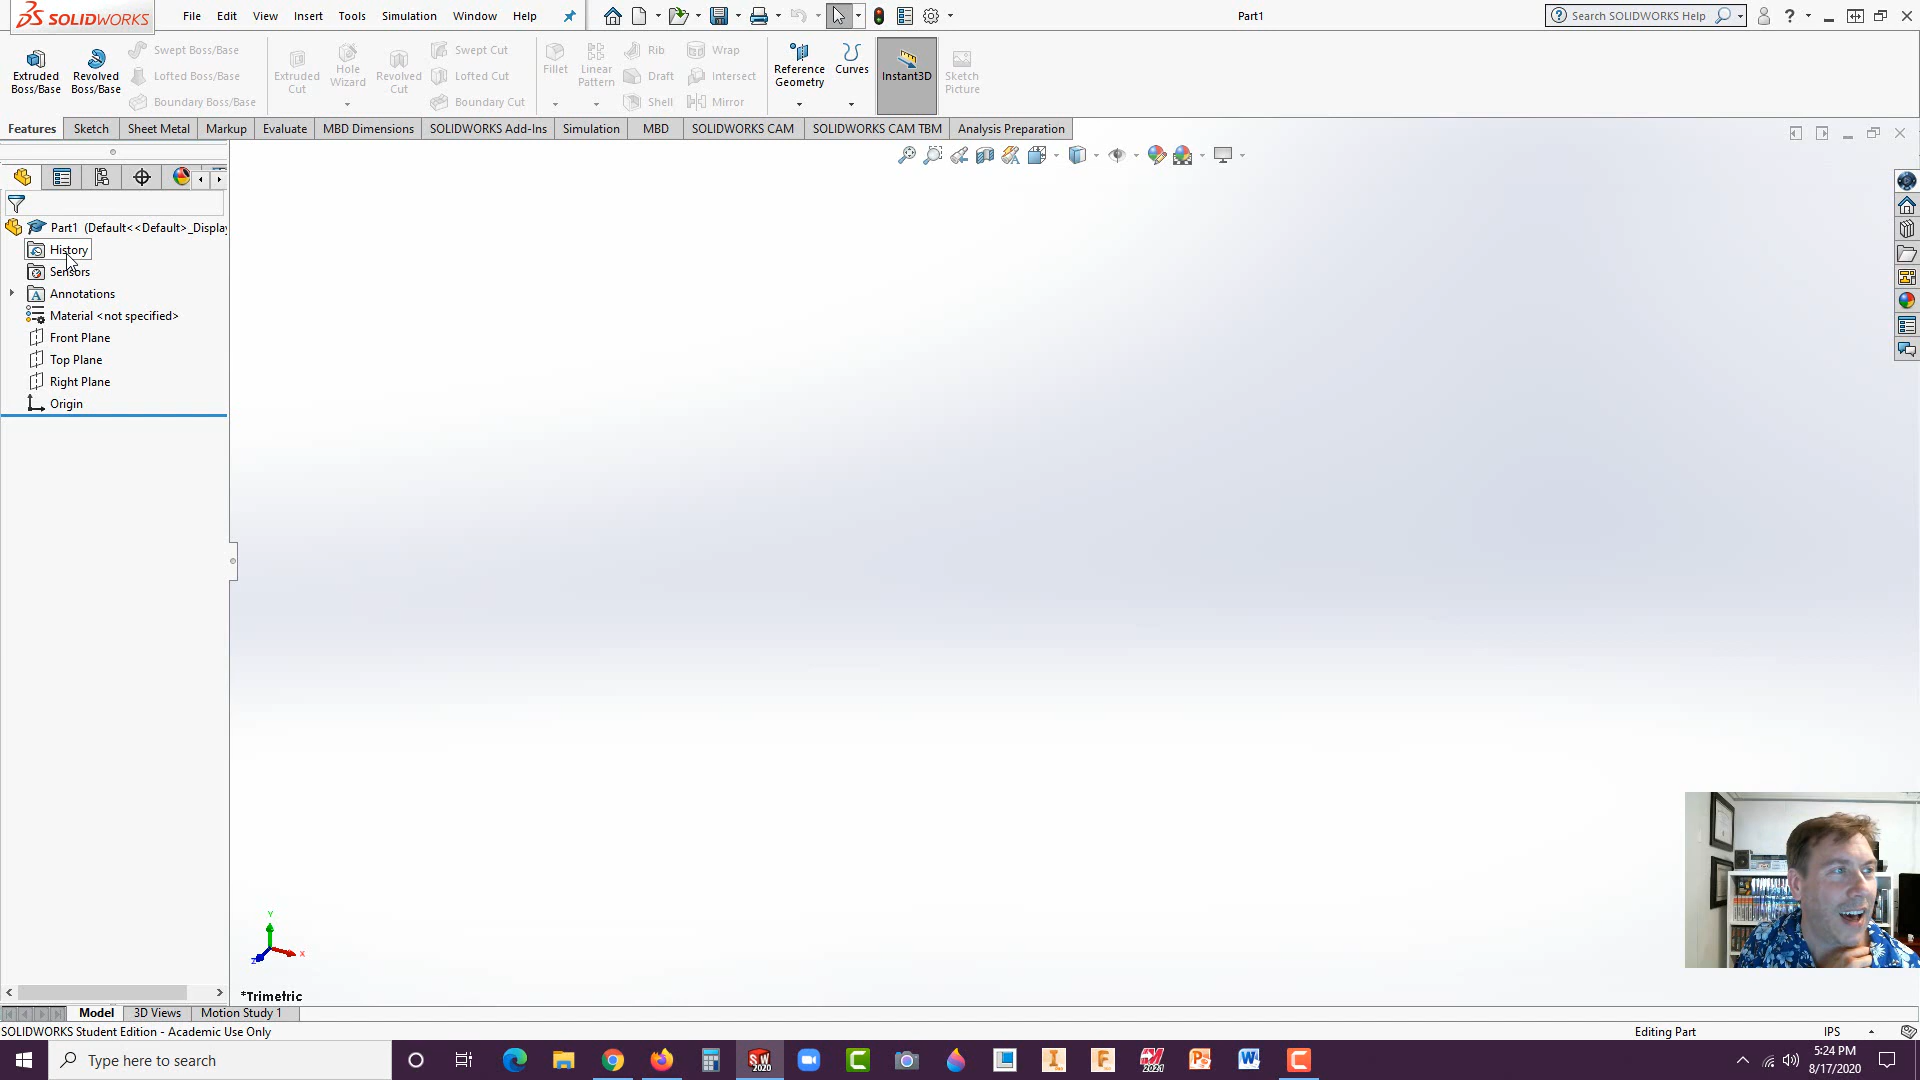 SOLIDWORKS
File Edit View Insert Tools Simulation Window Help
Part1
Search SOLIDWORKS Help
Extruded Boss/Base
Revolved Boss/Base
Swept Boss/Base
Lofted Boss/Base
Boundary Boss/Base
Extruded Cut
Hole Wizard
Revolved Cut
Swept Cut
Lofted Cut
Boundary Cut
Fillet
Linear Pattern
Rib
Draft
Shell
Wrap
Intersect
Mirror
Reference Geometry
Curves
Instant3D
Sketch Picture
Features Sketch Sheet Metal Markup Evaluate MBD Dimensions SOLIDWORKS Add-Ins Simulation MBD SOLIDWORKS CAM SOLIDWORKS CAM TBM Analysis Preparation
Part1 (Default<<Default>_Display
History
Sensors
Annotations
Material <not specified>
Front Plane
Top Plane
Right Plane
Origin
Y
X
Z
*Trimetric
Model 3D Views Motion Study 1
SOLIDWORKS Student Edition - Academic Use Only
Editing Part
IPS
Type here to search
SW 2020
2021
5:24 PM
8/17/2020